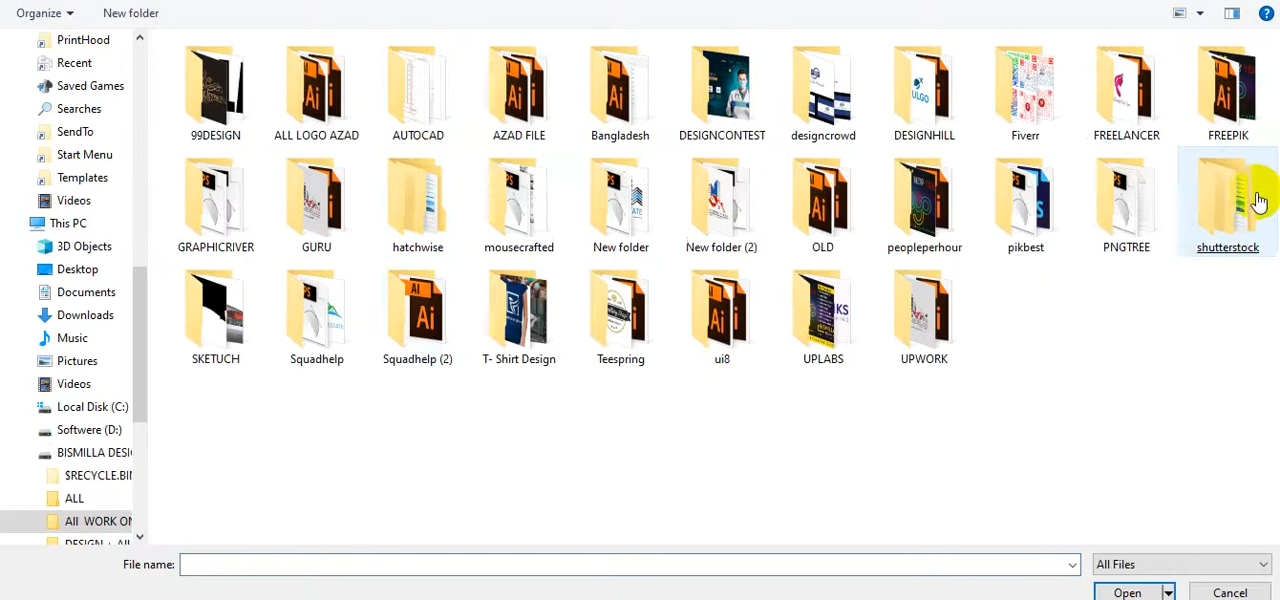 Organize
New folder
PrintHood
Recent
Saved Games
Searches
SendTo
Start Menu
Templates
Videos
This PC
3D Objects
Desktop
Documents
Downloads
Music
Pictures
Videos
Local Disk (C:)
Softwere (D:)
BISMILLA DESI
$RECYCLE.BIN
ALL
All WORK ON
99DESIGN
ALL LOGO AZAD
AUTOCAD
AZAD FILE
Bangladesh
DESIGNCONTEST
designcrowd
DESIGNHILL
Fiverr
FREELANCER
FREEPIK
GRAPHICRIVER
GURU
hatchwise
mousecrafted
New folder
New folder (2)
OLD
peopleperhour
pikbest
PNGTREE
shutterstock
SKETUCH
Squadhelp
Squadhelp (2)
T- Shirt Design
Teespring
ui8
UPLABS
UPWORK
File name:
All Files
Open
Cancel